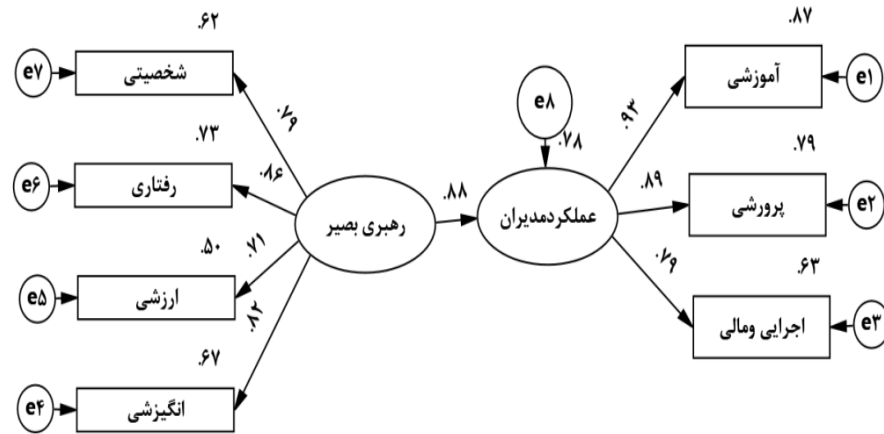 .۶۲
e۷
شخصیتی
.۷۹
.۷۳
e۶
رفتاری
.۸۶
.۵۰
e۵
ارزشی
.۷۱
.۶۷
e۴
انگیزشی
.۸۲
رهبری بصیر
.۸۸
e۸
.۷۸
عملکردمدیران
.۹۳
.۸۷
آموزشی
e۱
.۸۹
.۷۹
پرورشی
e۲
.۷۹
.۶۳
اجرایی ومالی
e۳